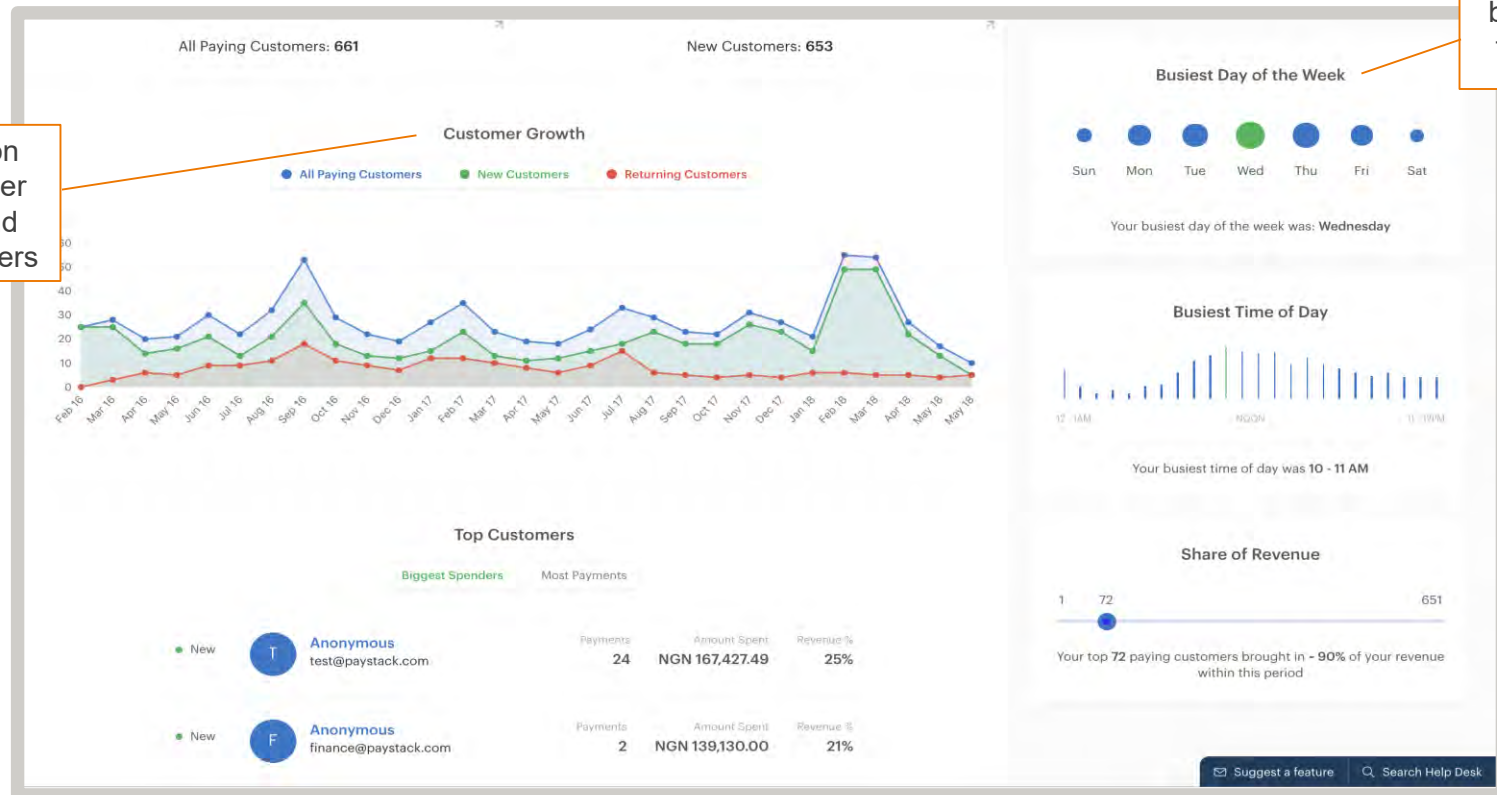 All Paying Customers: 661
New Customers: 653
Customer Growth
All Paying Customers
New Customers
Returning Customers
50
40
30
20
10
0
Feb 16
Mar 16
Apr 16
May 16
Jun 16
Jul 16
Aug 16
Sep 16
Oct 16
Nov 16
Dec 16
Jan 17
Feb 17
Mar 17
Apr 17
May 17
Jun 17
Jul 17
Aug 17
Sep 17
Oct 17
Nov 17
Dec 17
Jan 18
Feb 18
Mar 18
Apr 18
May 18
May 18
Top Customers
Biggest Spenders
Most Payments
New
T
Anonymous
test@paystack.com
Payments
24
Amount Spent
NGN 167,427.49
Revenue %
25%
New
F
Anonymous
finance@paystack.com
Payments
2
Amount Spent
NGN 139,130.00
Revenue %
21%
Busiest Day of the Week
Sun Mon Tue Wed Thu Fri Sat
Your busiest day of the week was: Wednesday
Busiest Time of Day
NOON
Your busiest time of day was 10 - 11 AM
Share of Revenue
1 72 651
Your top 72 paying customers brought in ~ 90% of your revenue
within this period
Suggest a feature
Search Help Desk